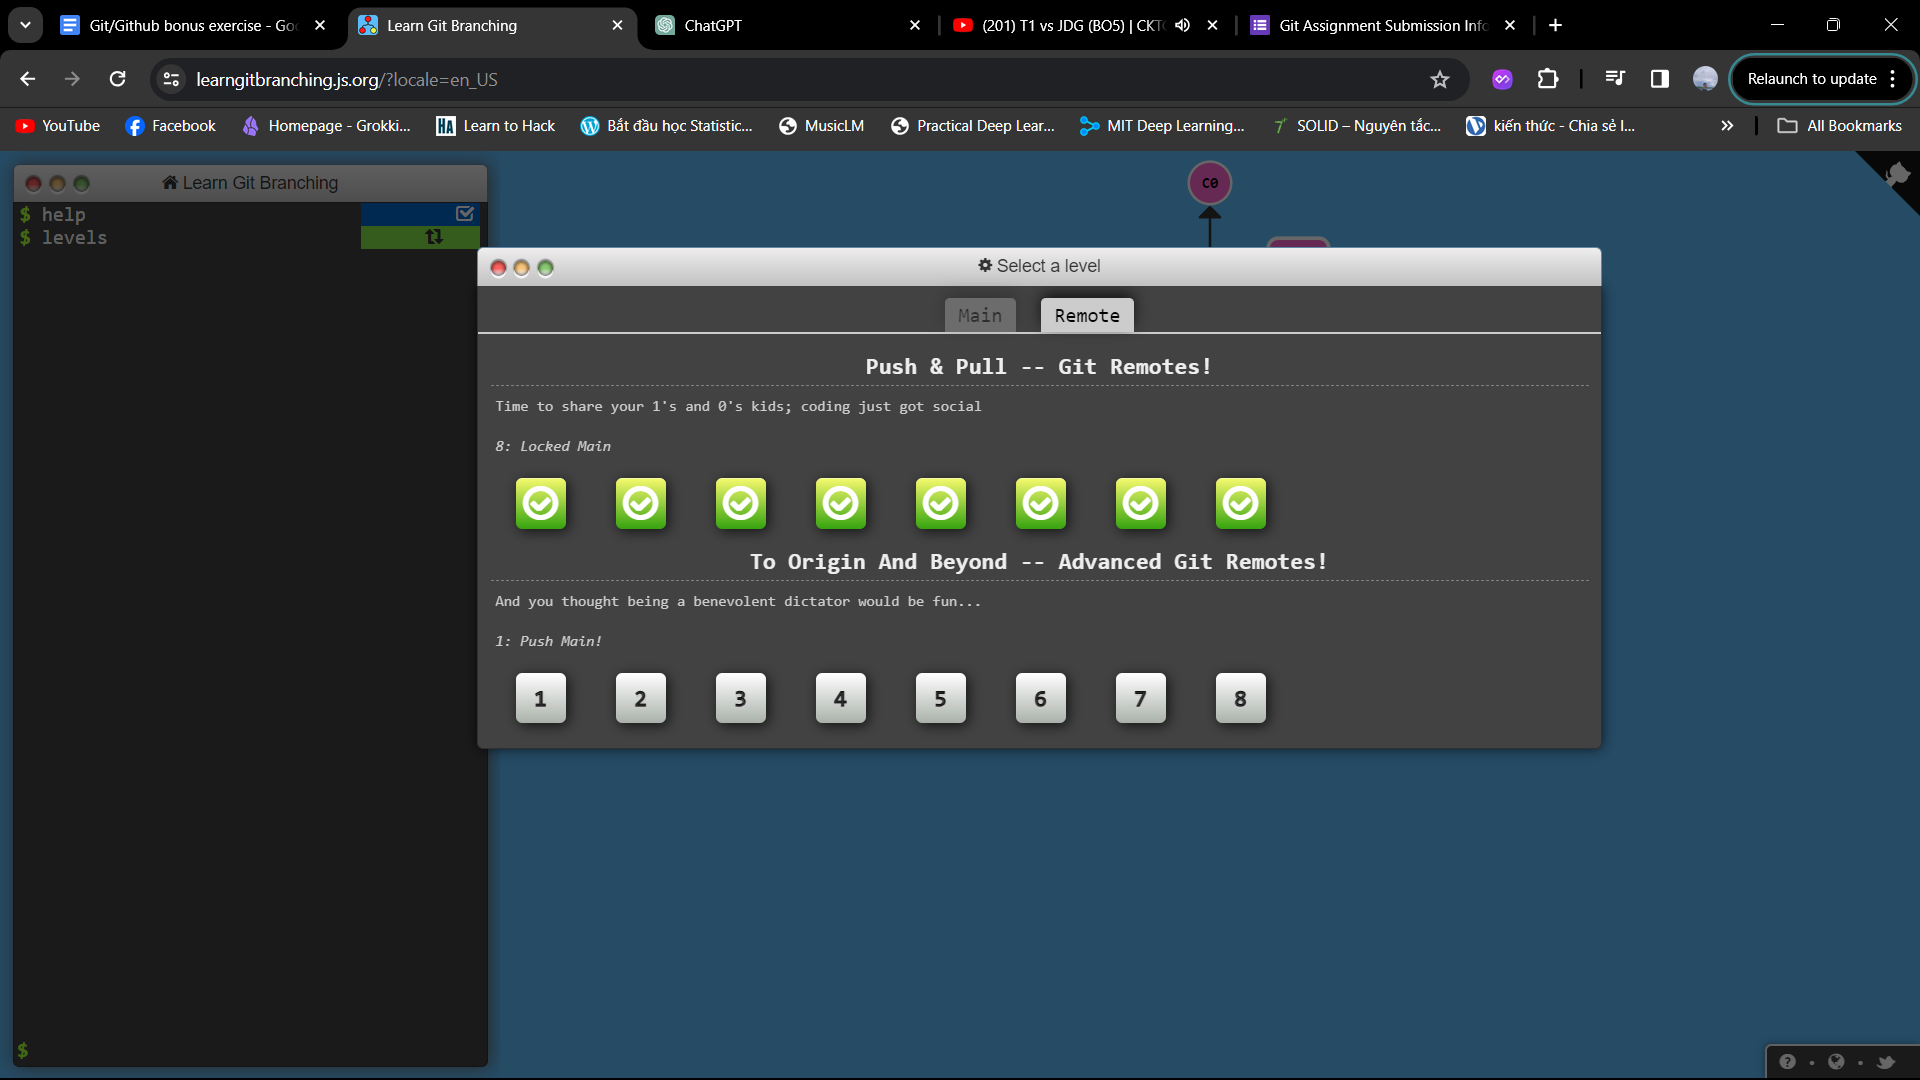 Git/Github bonus exercise - Goo
Learn Git Branching
ChatGPT
(201) T1 vs JDG (BO5) | CKT
Git Assignment Submission Info
learngitbranching.js.org/?locale=en_US
Relaunch to update
YouTube
Facebook
Homepage - Grokki...
HA Learn to Hack
Bắt đầu học Statistic...
MusicLM
Practical Deep Lear...
MIT Deep Learning...
SOLID – Nguyên tắc...
kiến thức - Chia sẻ l...
All Bookmarks
Learn Git Branching
$ help
$ levels
$
C0
Select a level
Main
Remote
Push & Pull -- Git Remotes!
Time to share your 1's and 0's kids; coding just got social
8: Locked Main
To Origin And Beyond -- Advanced Git Remotes!
And you thought being a benevolent dictator would be fun...
1: Push Main!
1 2 3 4 5 6 7 8